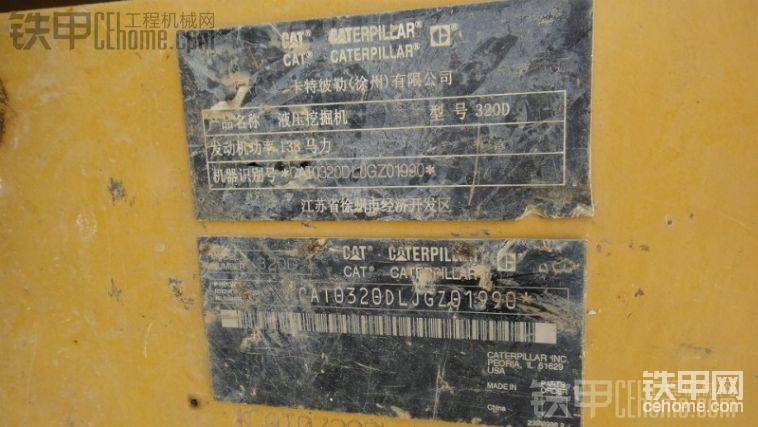 铁甲 工程机械网
CEhome.com
CAT® CATERPILLAR®
CAT® CATERPILLAR®
卡特彼勒(徐州)有限公司
产品名称 液压挖掘机 型号 320D
发动机功率 138 马力
机器识别号 *CAT0320DLJGZ01990*
江苏省徐州市经济开发区
320D
CAT® CATERPILLAR®
CAT® CATERPILLAR®
*CAT0320DLJGZ01990*
CATERPILLAR INC.
PEORIA, IL 61629
USA
MADE IN
China
铁甲网
cehome.com